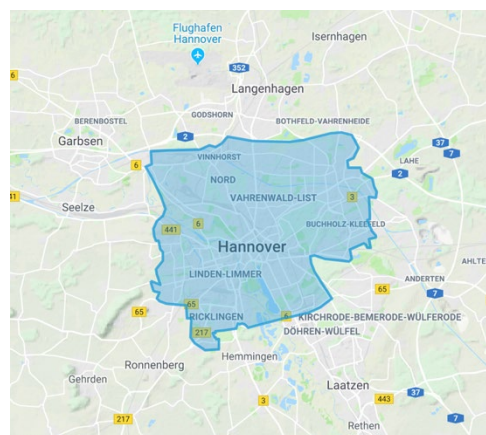 Flughafen
Hannover
Isernhagen
6
352
Langenhagen
GODSHORN
BERENBOSTEL
BOTHFELD-VAHRENHEIDE
2
Garbsen
37
7
VINNHORST
LAHE
6
2
NORD
41
VAHRENWALD-LIST
3
Seelze
6
441
BUCHHOLZ-KLEEFELD
Hannover
AHLTE
LINDEN-LIMMER
ANDERTEN
65
7
65
65
RICKLINGEN
6
KIRCHRODE-BEMERODE-WÜLFERODE
217
DÖHREN-WÜLFEL
Hemmingen
Ronnenberg
Gehrden
Laatzen
37
3
443
217
7
Rethen